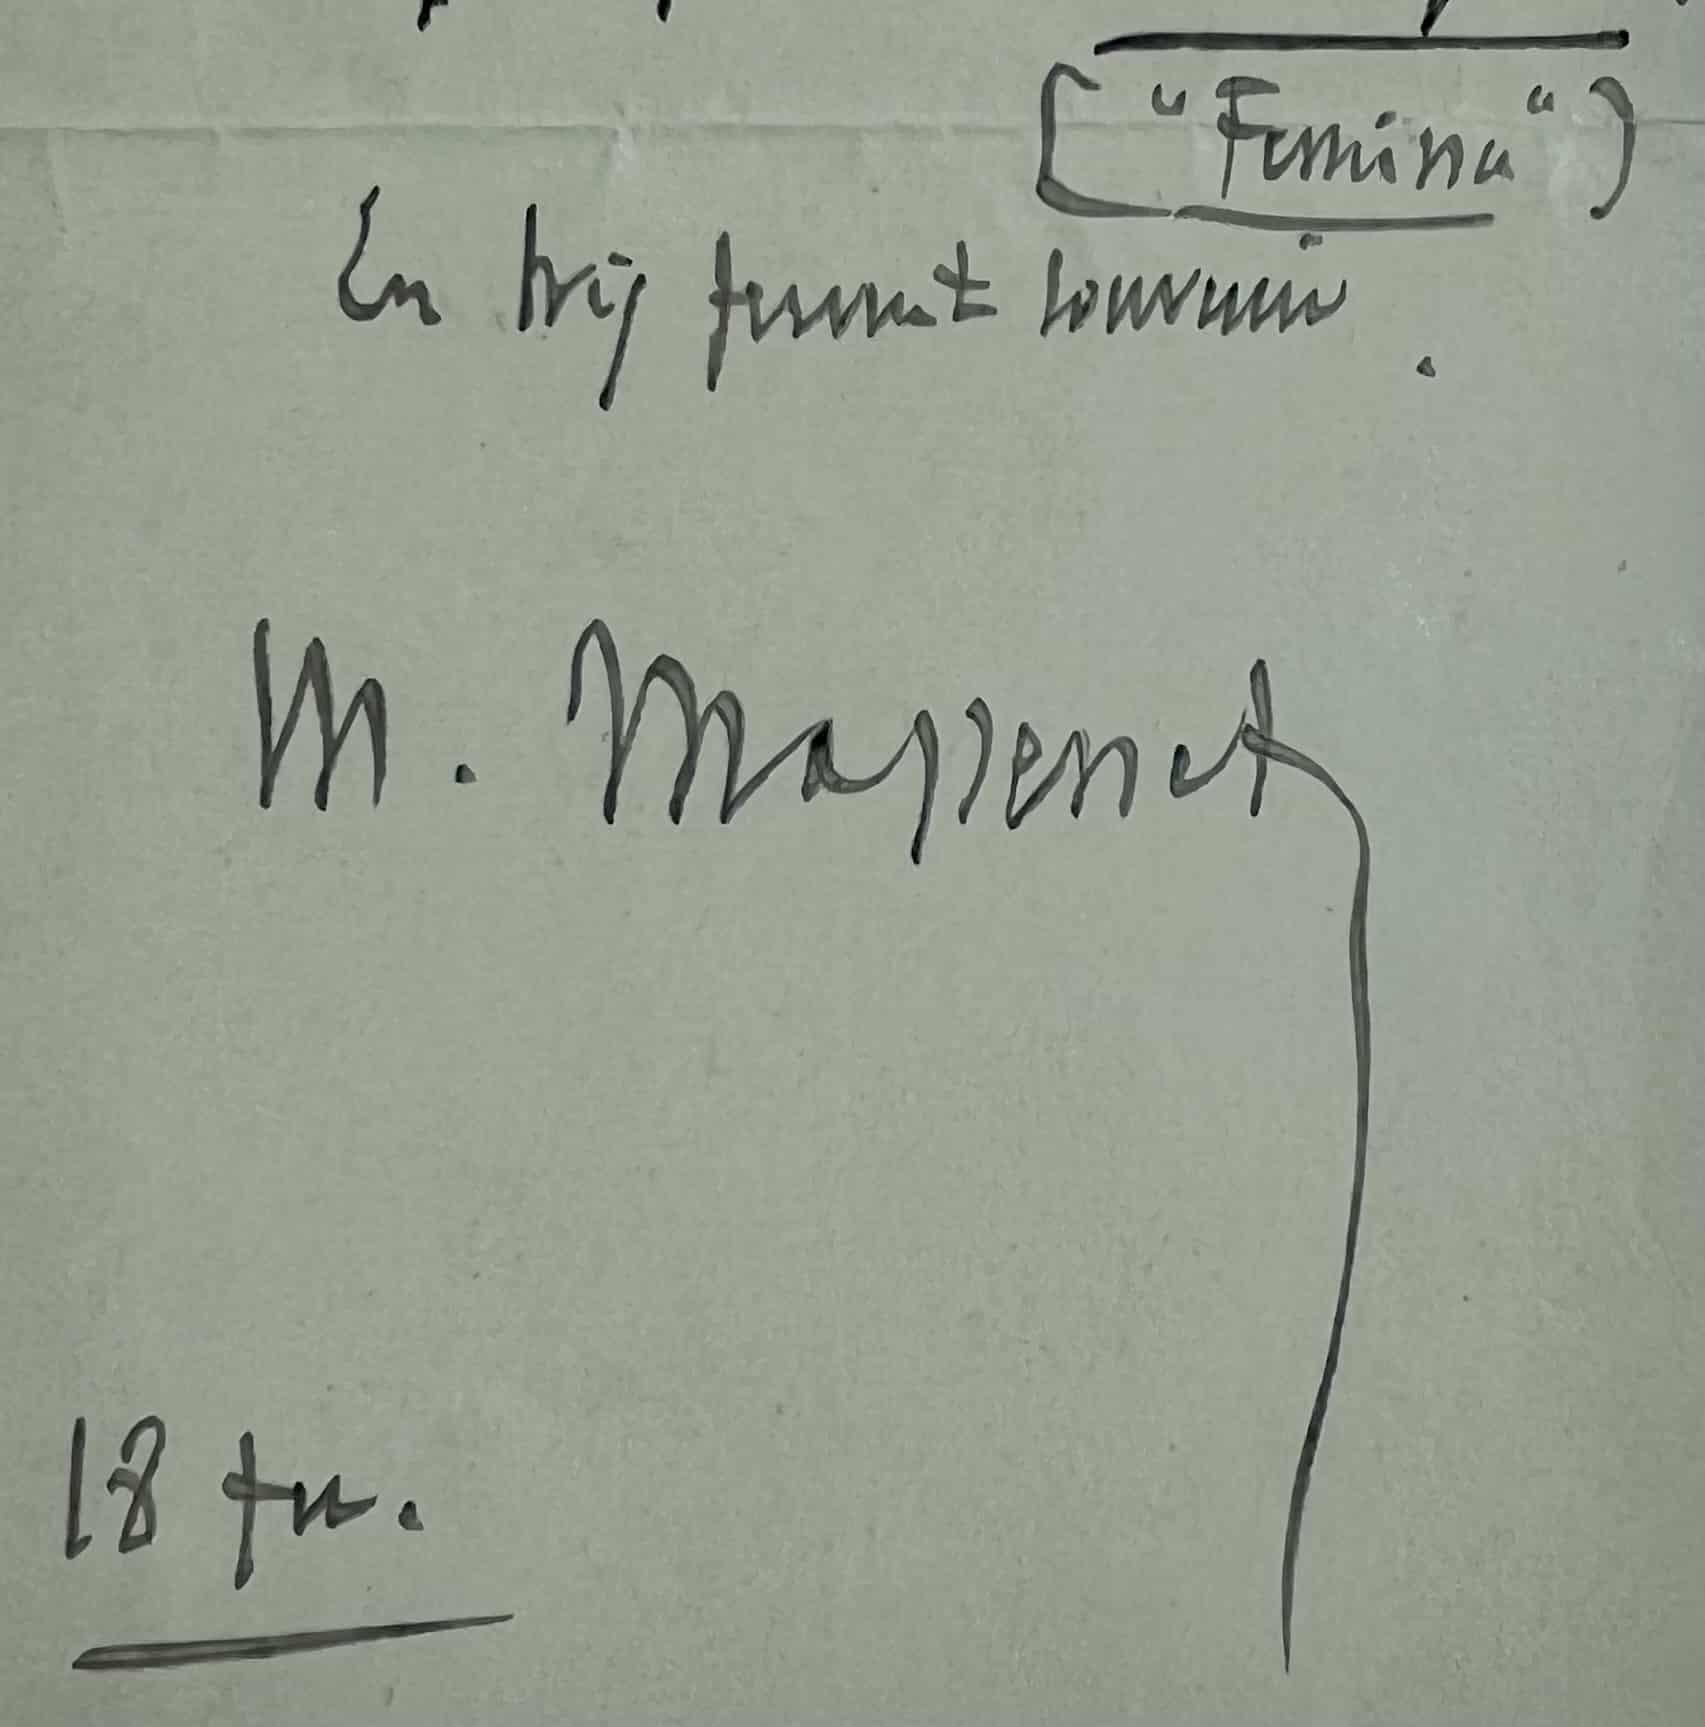 ("Femina")
En très fervent souvenir.
M. Massenet
18 fév.